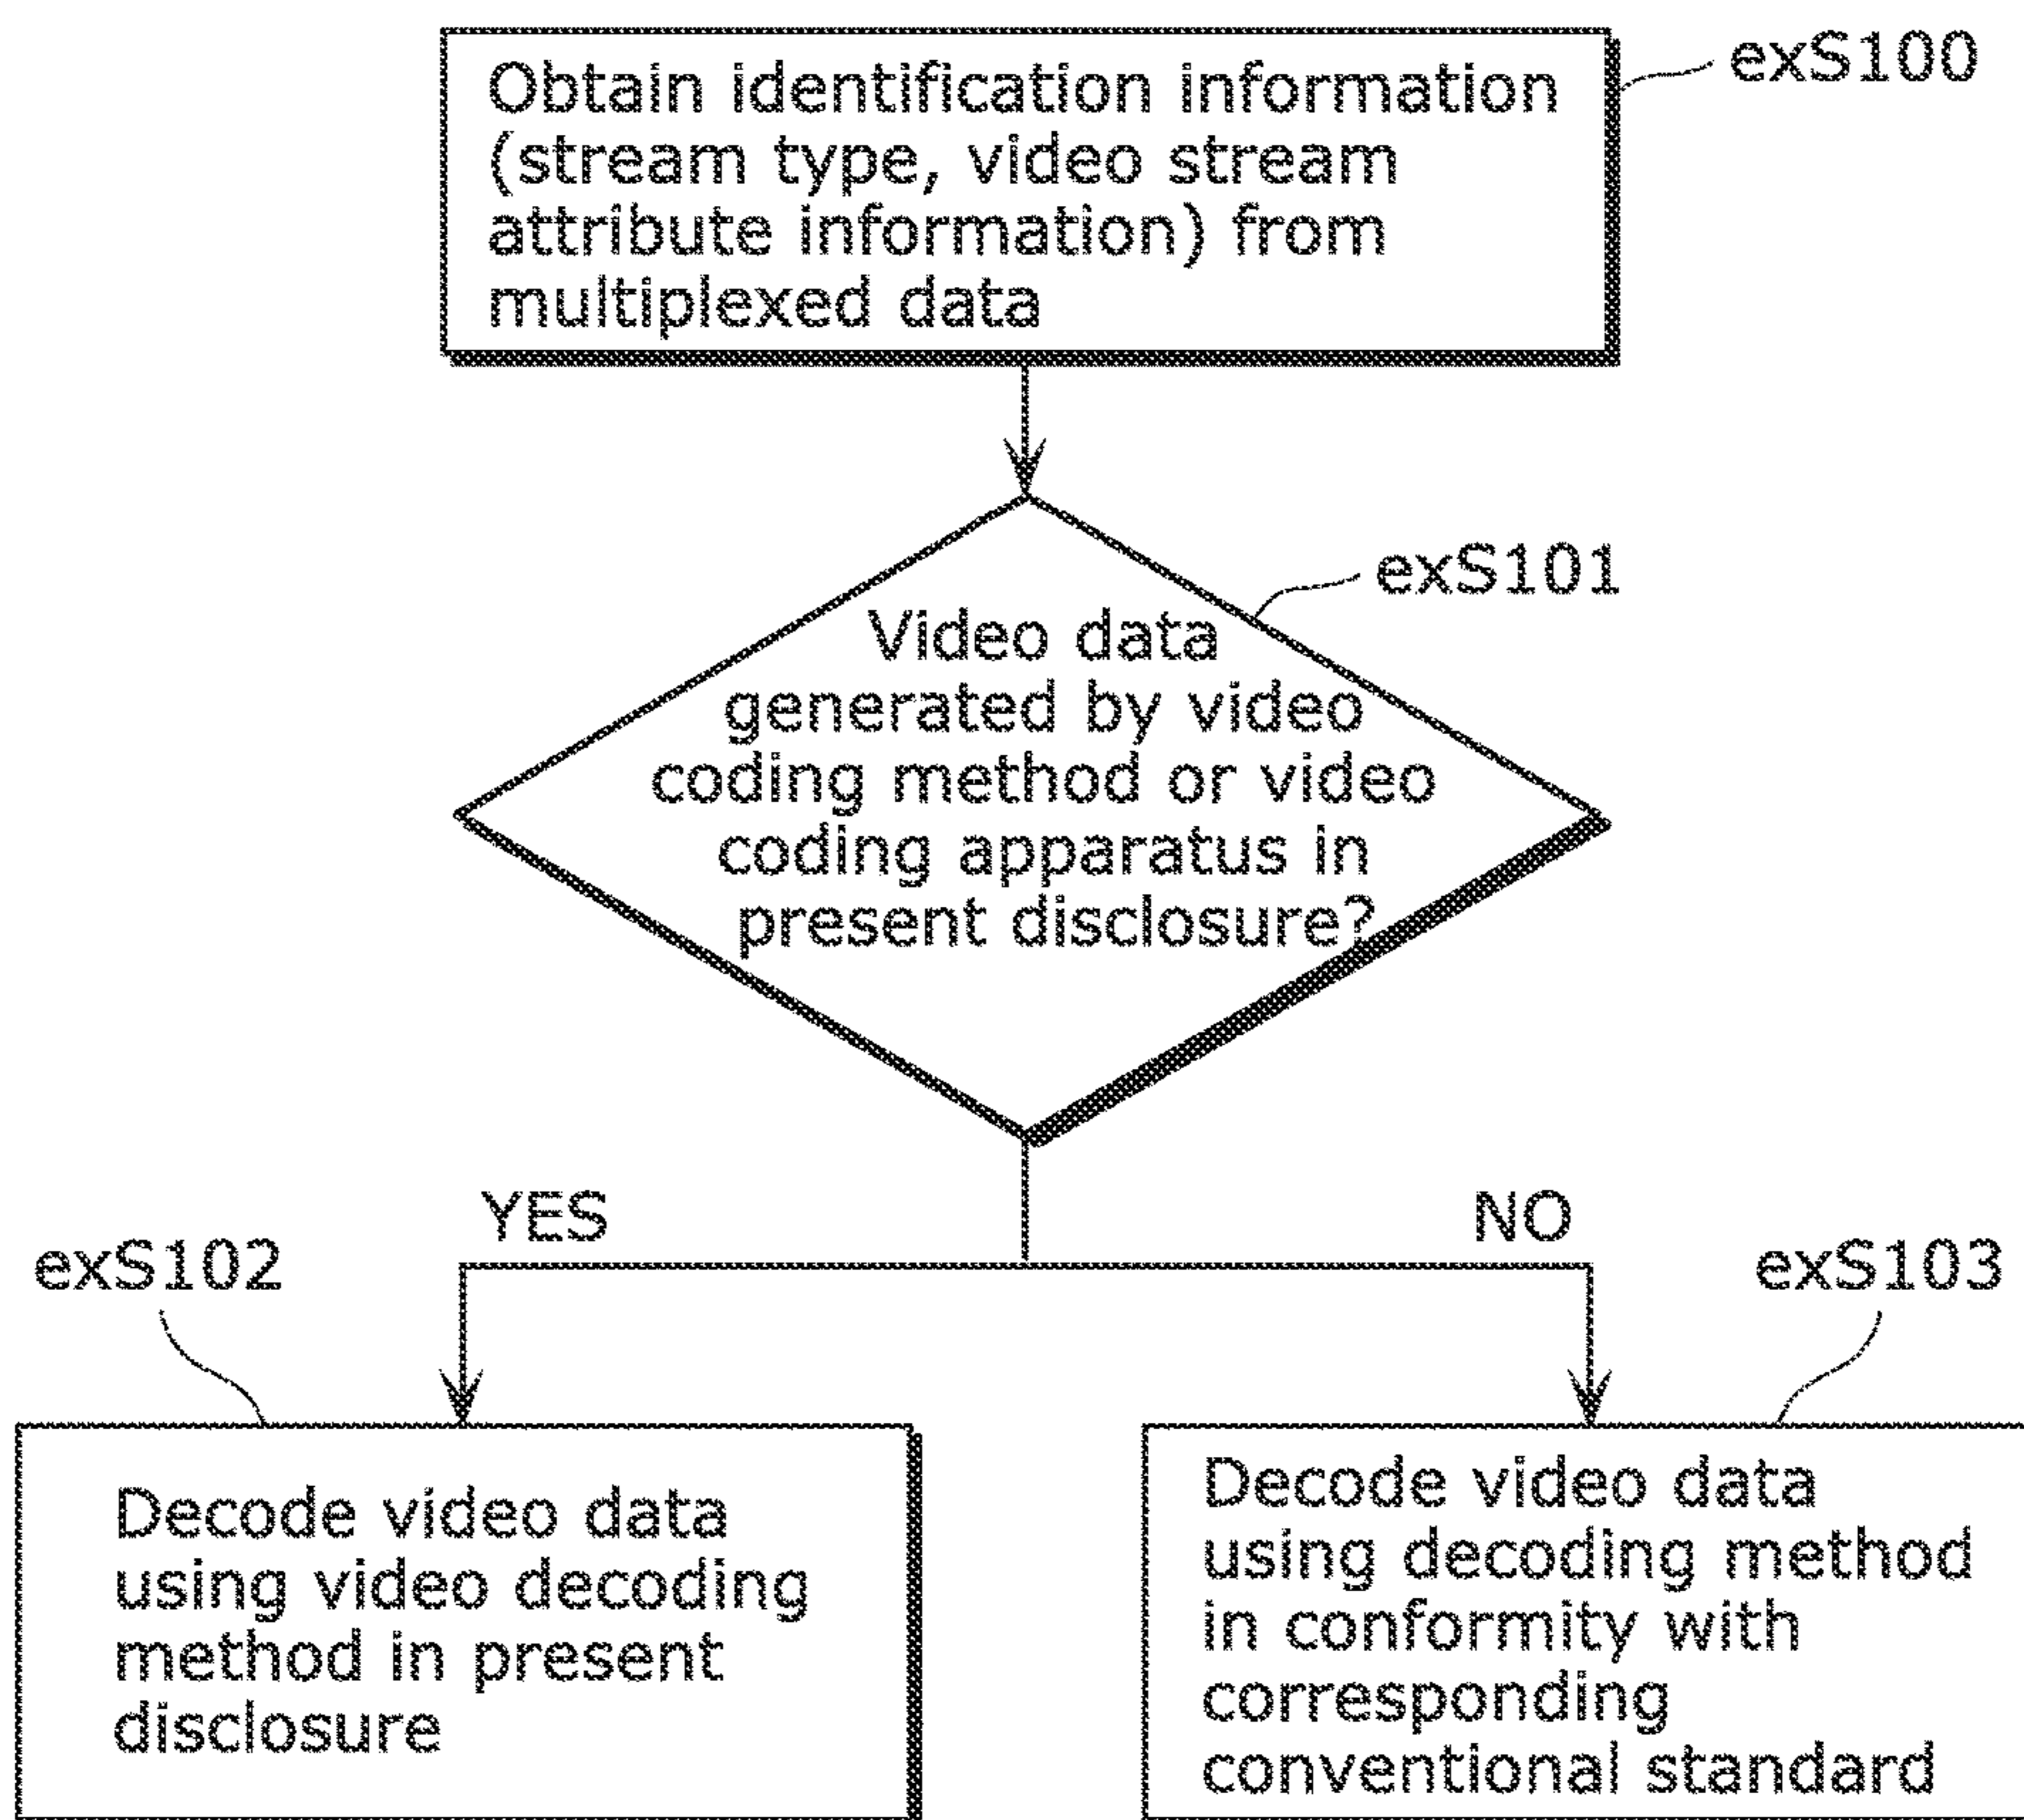 Obtain identification information
(stream type, video stream
attribute information) from
multiplexed data
exS100
exS101
Video data
generated by video
coding method or video
coding apparatus in
present disclosure?
YES
NO
exS102
exS103
Decode video data
using video decoding
method in present
disclosure
Decode video data
using decoding method
in conformity with
corresponding
conventional standard